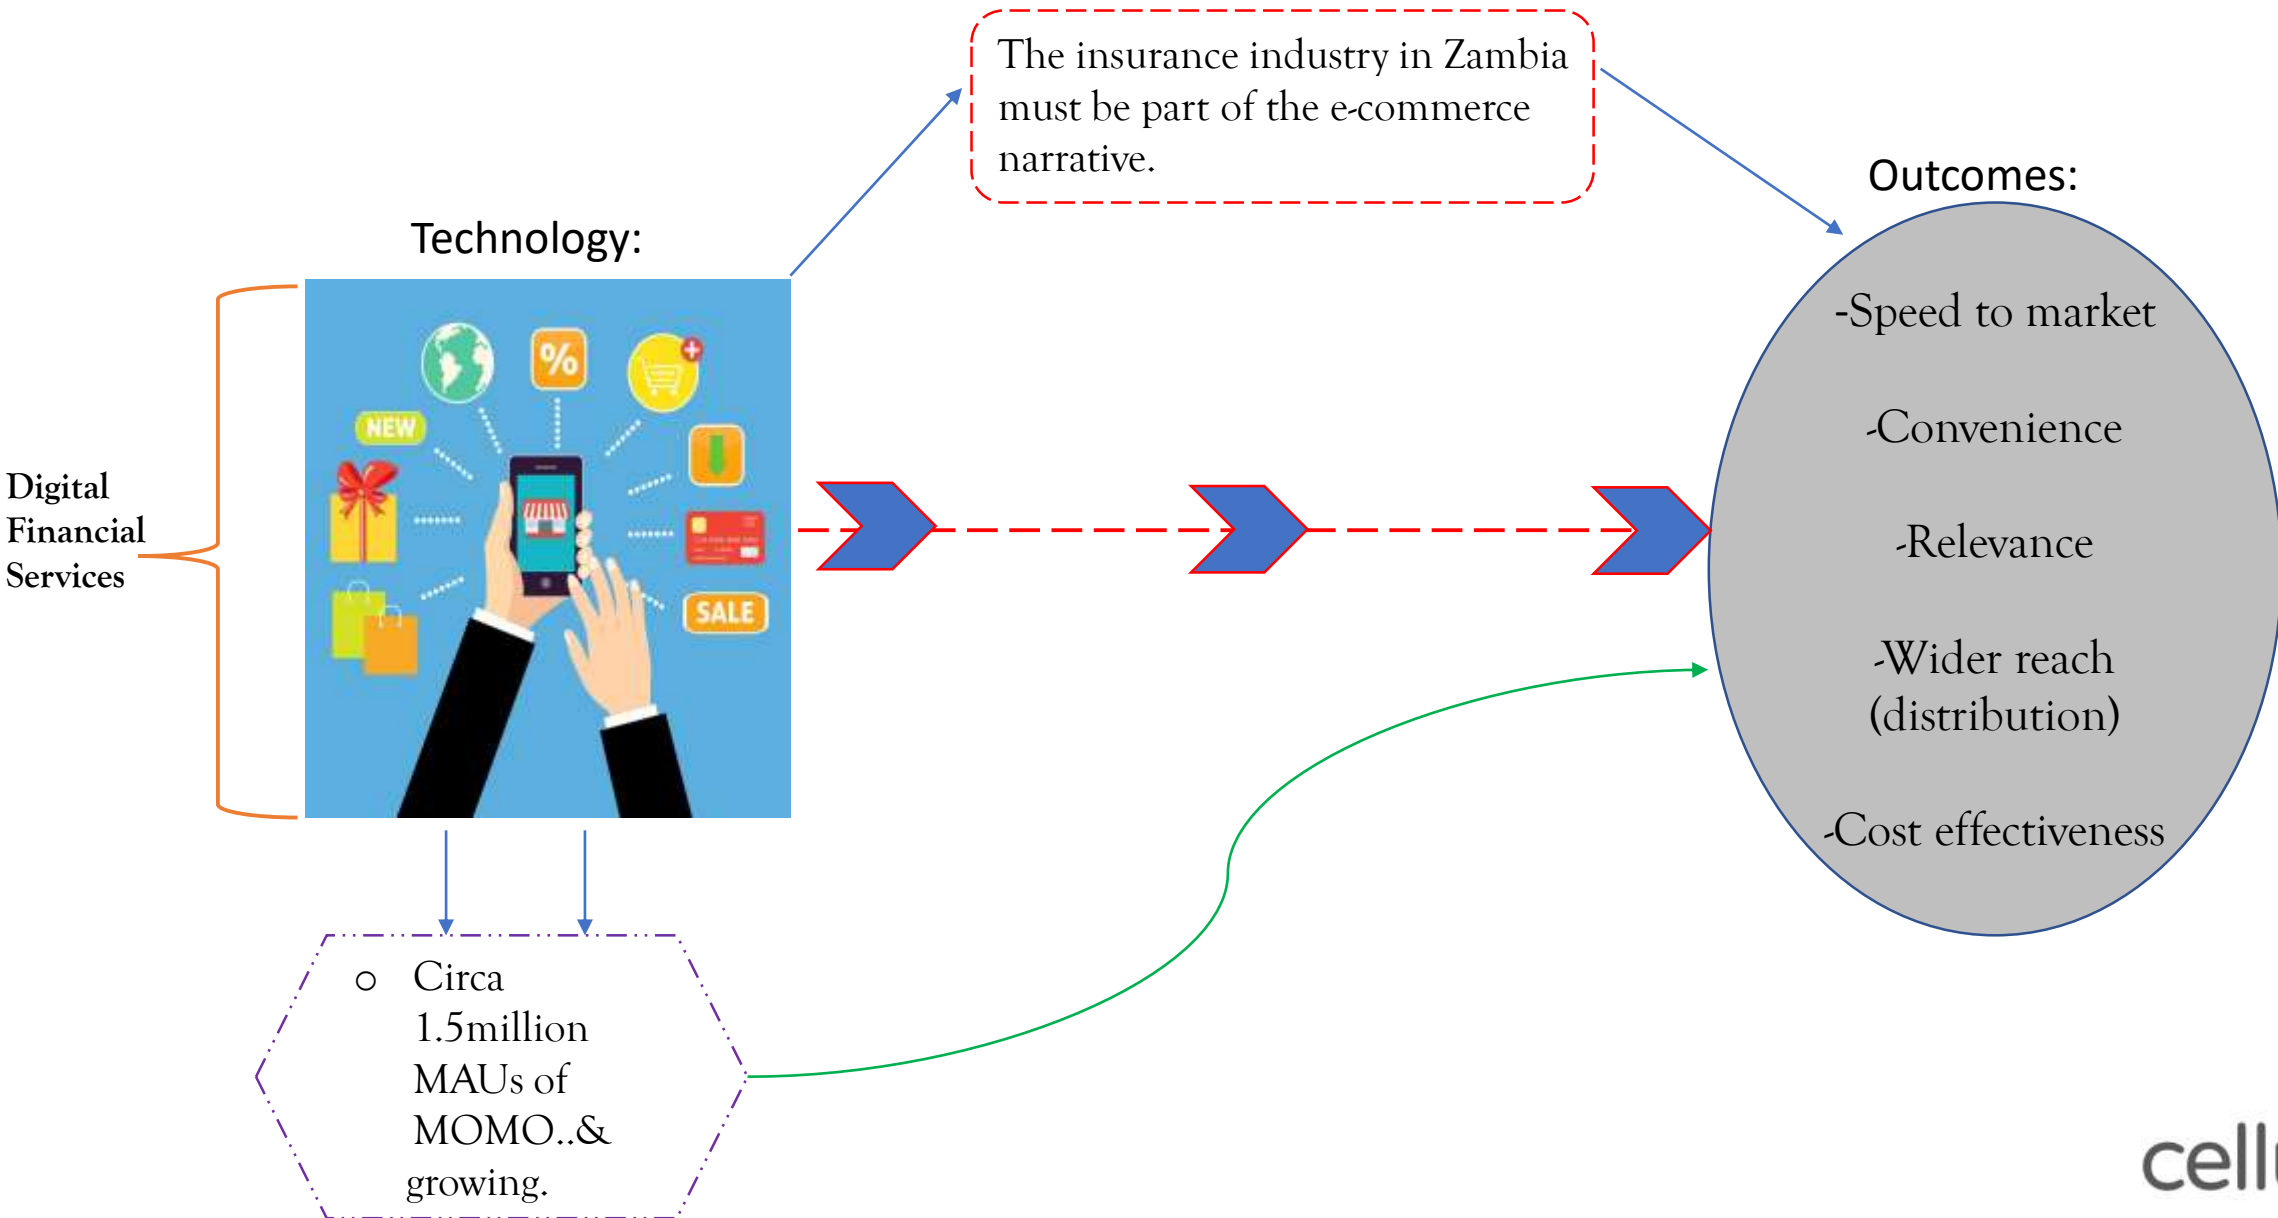 The insurance industry in Zambia
must be part of the e-commerce
narrative.
Outcomes:
Technology:
-Speed to market
-Convenience
-Relevance
-Wider reach
(distribution)
-Cost effectiveness
Digital
Financial
Services
%
NEW
SALE
o Circa
1.5million
MAUs of
MOMO..&
growing.